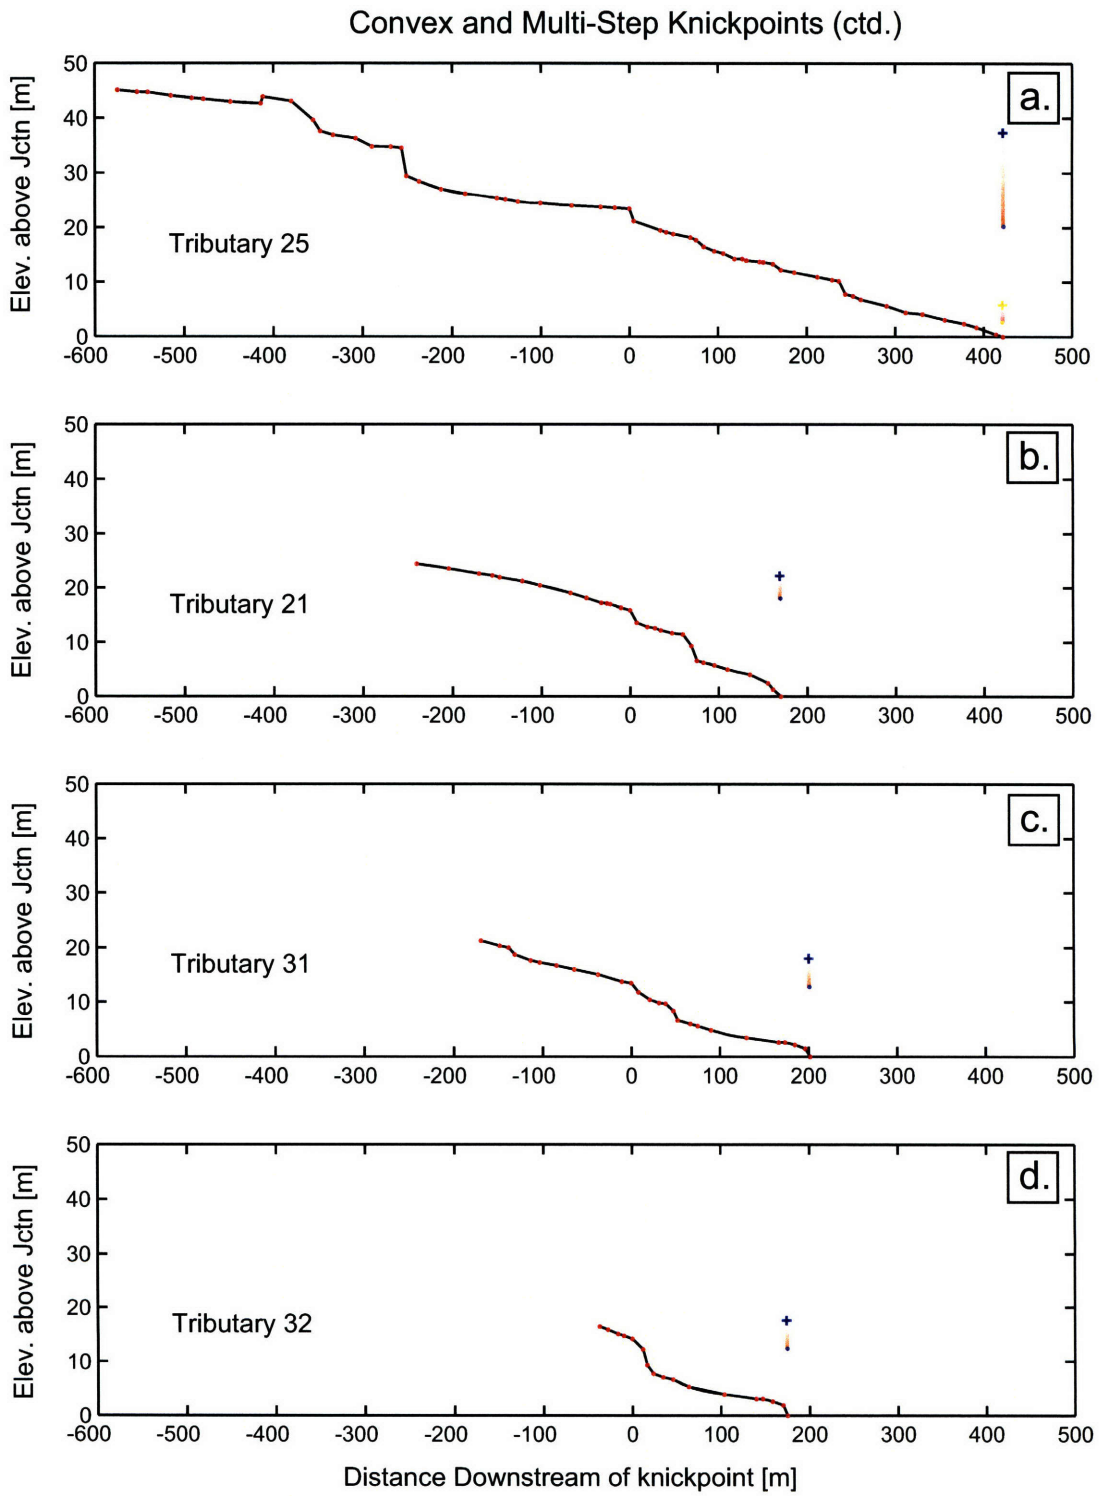 Convex and Multi-Step Knickpoints (ctd.)
Elev. above Jctn [m]
50
40
30
20
10
0
a.
Tributary 25
-600 -500 -400 -300 -200 -100 0 100 200 300 400 500
Elev. above Jctn [m]
50
40
30
20
10
0
b.
Tributary 21
-600 -500 -400 -300 -200 -100 0 100 200 300 400 500
Elev. above Jctn [m]
50
40
30
20
10
0
c.
Tributary 31
-600 -500 -400 -300 -200 -100 0 100 200 300 400 500
Elev. above Jctn [m]
50
40
30
20
10
0
d.
Tributary 32
-600 -500 -400 -300 -200 -100 0 100 200 300 400 500
Distance Downstream of knickpoint [m]